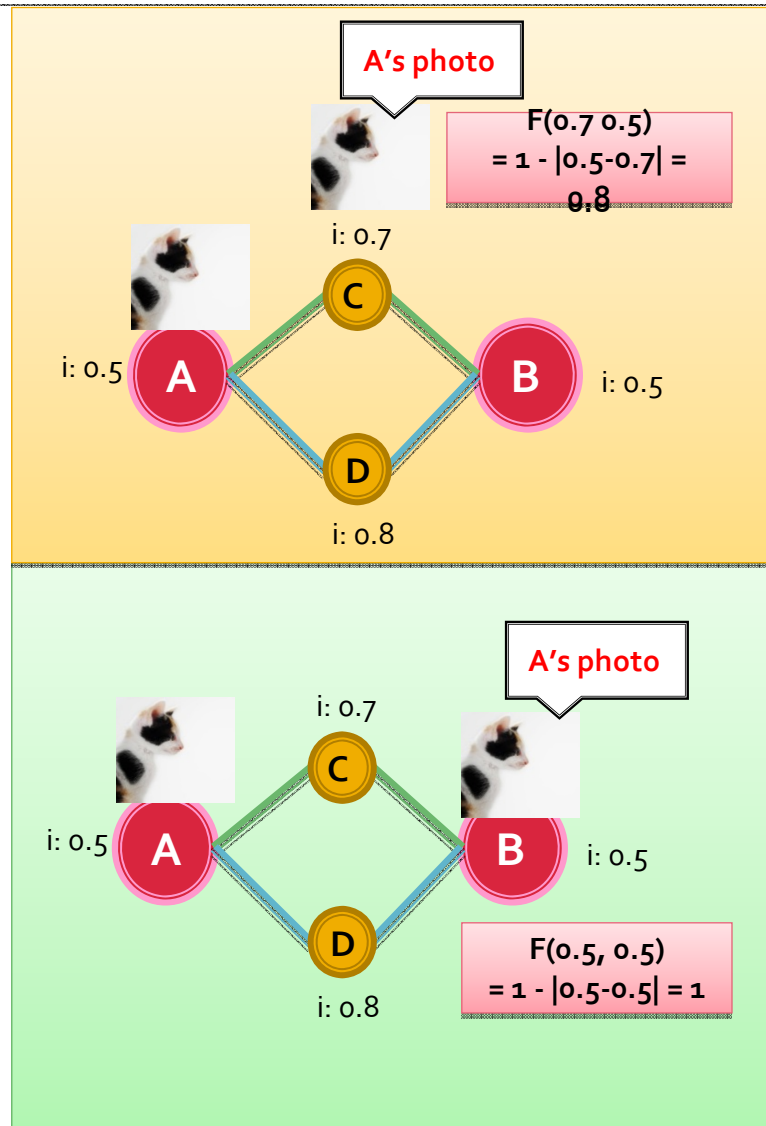 A's photo
F(0.7 0.5)
= 1 - |0.5-0.7| =
0.8
i: 0.7
C
i: 0.5
A
B
i: 0.5
D
i: 0.8
A's photo
i: 0.7
C
i: 0.5
A
B
i: 0.5
D
F(0.5, 0.5)
= 1 - |0.5-0.5| = 1
i: 0.8